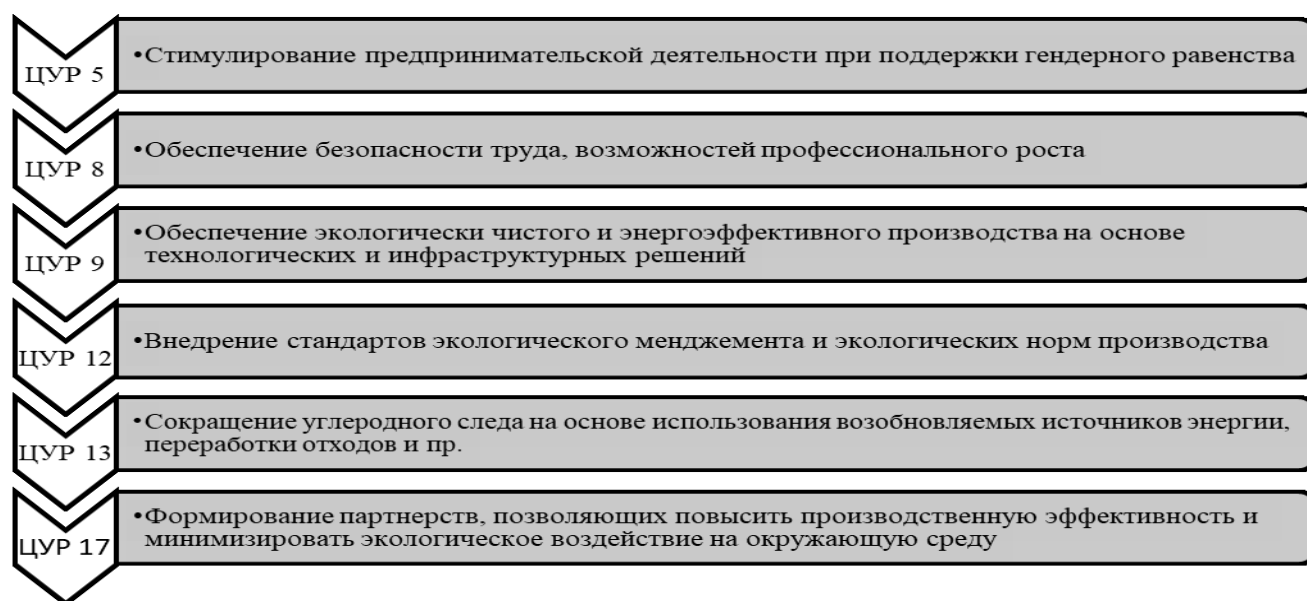 ЦУР 5
•Стимулирование предпринимательской деятельности при поддержки гендерного равенства
ЦУР 8
•Обеспечение безопасности труда, возможностей профессионального роста
ЦУР 9
•Обеспечение экологически чистого и энергоэффективного производства на основе
технологических и инфраструктурных решений
ЦУР 12
•Внедрение стандартов экологического менджемента и экологических норм производства
ЦУР 13
•Сокращение углеродного следа на основе использования возобновляемых источников энергии,
переработки отходов и пр.
ЦУР 17
•Формирование партнерств, позволяющих повысить производственную эффективность и
минимизировать экологическое воздействие на окружающую среду